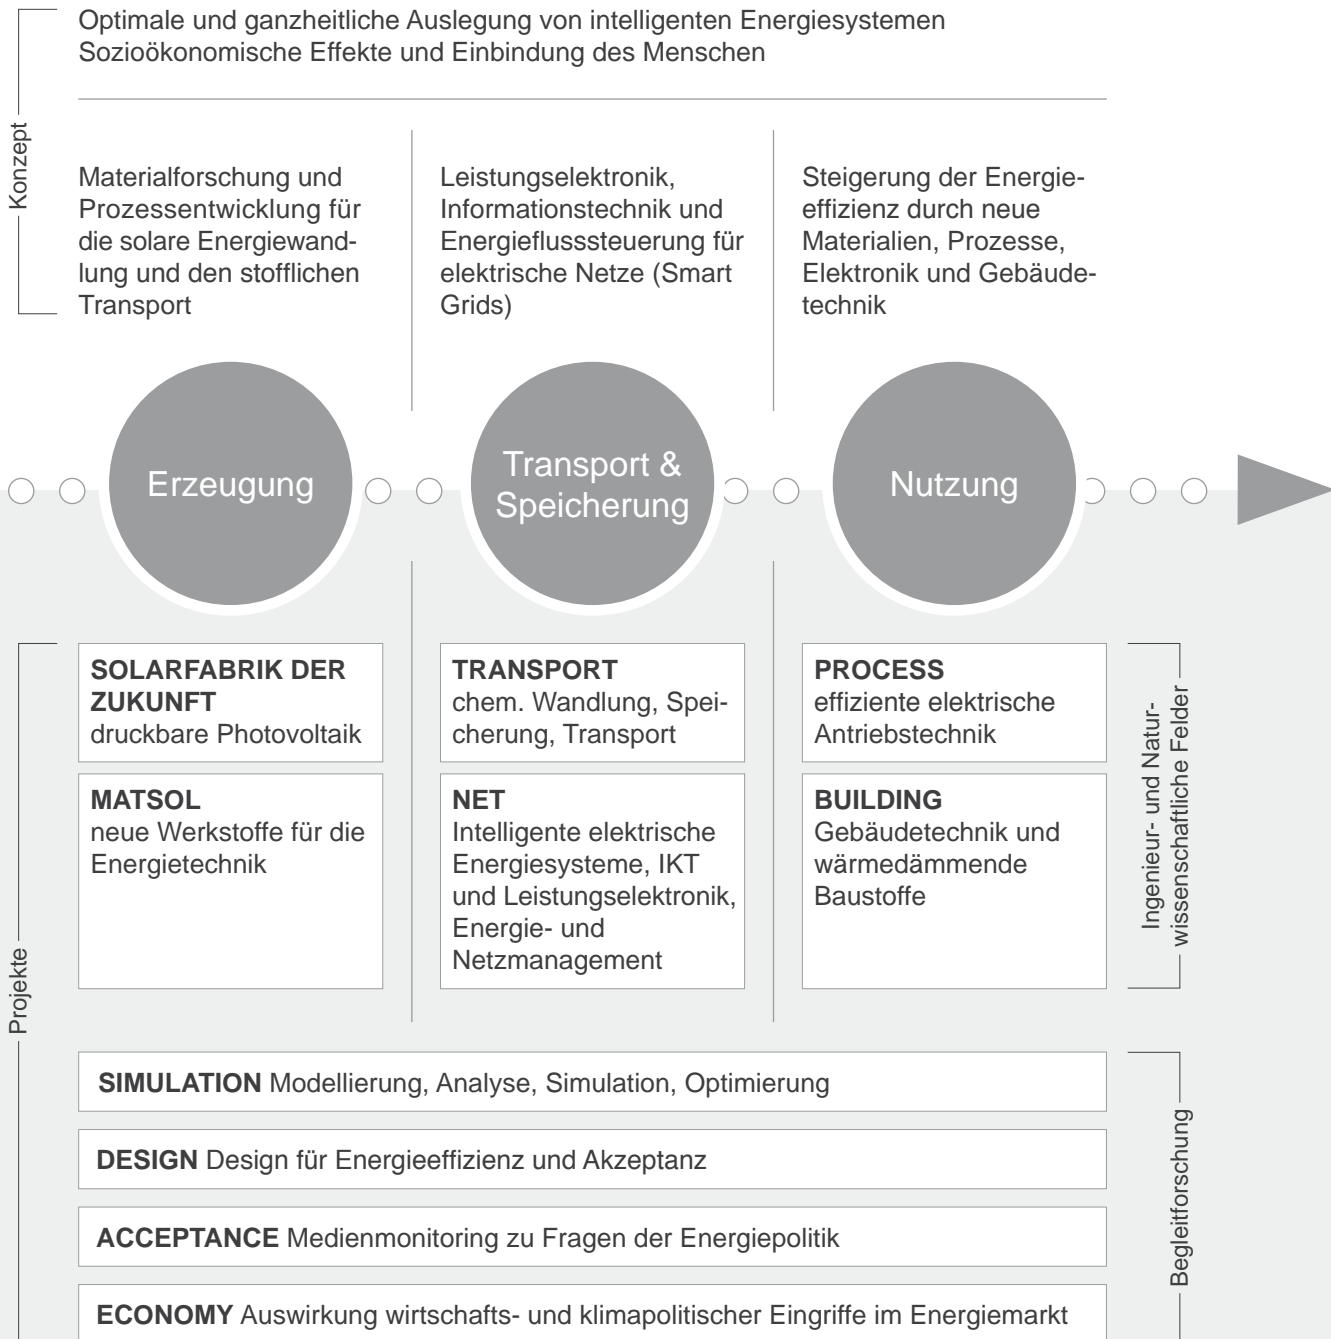 Optimale und ganzheitliche Auslegung von intelligenten Energiesystemen
Sozioökonomische Effekte und Einbindung des Menschen
Konzept
Materialforschung und
Prozessentwicklung für
die solare Energiewand-
lung und den stofflichen
Transport
Leistungselektronik,
Informationstechnik und
Energieflusssteuerung für
elektrische Netze (Smart
Grids)
Steigerung der Energie-
effizienz durch neue
Materialien, Prozesse,
Elektronik und Gebäude-
technik
Erzeugung
Transport &
Speicherung
Nutzung
Projekte
SOLARFABRIK DER
ZUKUNFT
druckbare Photovoltaik
MATSOL
neue Werkstoffe für die
Energietechnik
TRANSPORT
chem. Wandlung, Spei-
cherung, Transport
NET
Intelligente elektrische
Energiesysteme, IKT
und Leistungselektronik,
Energie- und
Netzmanagement
PROCESS
effiziente elektrische
Antriebstechnik
BUILDING
Gebäudetechnik und
wärmedämmende
Baustoffe
Ingenieur- und Natur-
wissenschaftliche Felder
SIMULATION Modellierung, Analyse, Simulation, Optimierung
DESIGN Design für Energieeffizienz und Akzeptanz
ACCEPTANCE Medienmonitoring zu Fragen der Energiepolitik
ECONOMY Auswirkung wirtschafts- und klimapolitischer Eingriffe im Energiemarkt
Begleitforschung